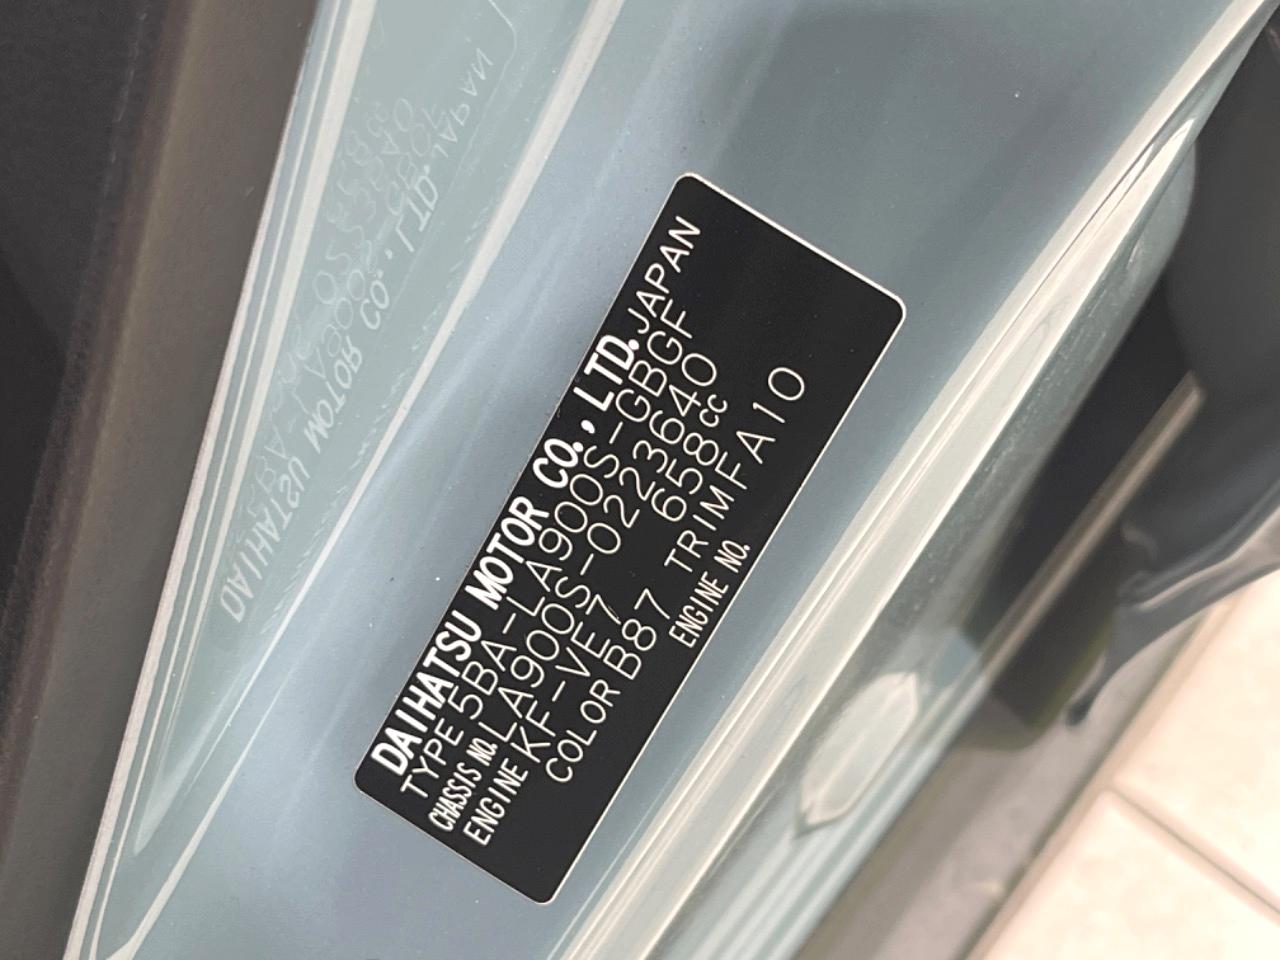 DAIHATSU MOTOR CO., LTD. JAPAN
TYPE 5BA-LA900S-GBGF
CHASSIS NO. LA900S-0223640
ENGINE KF-VE7 658cc
COLOR B87 TRIM FA10
ENGINE NO.